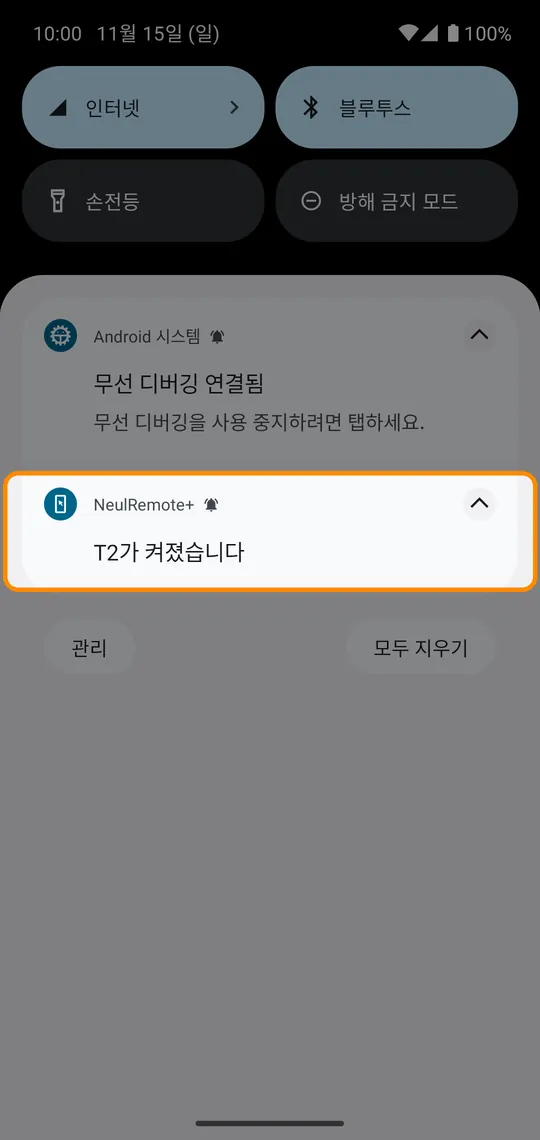 10:00 11월 15일 (일) 100%
인터넷 블루투스
손전등 방해 금지 모드
Android 시스템
무선 디버깅 연결됨
무선 디버깅을 사용 중지하려면 탭하세요.
NeulRemote+
T2가 켜졌습니다
관리 모두 지우기